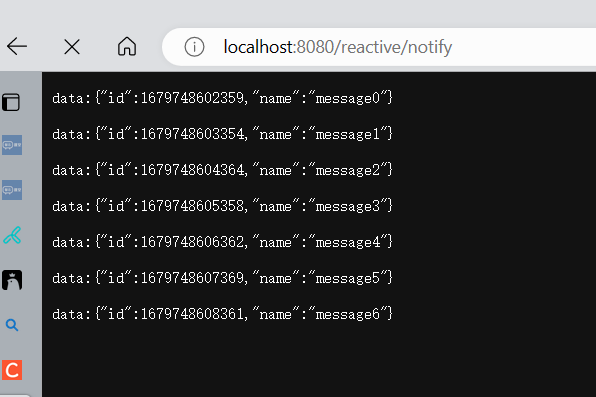 localhost:8080/reactive/notify
data:{"id":1679748602359,"name":"message0"}
data:{"id":1679748603354,"name":"message1"}
data:{"id":1679748604364,"name":"message2"}
data:{"id":1679748605358,"name":"message3"}
data:{"id":1679748606362,"name":"message4"}
data:{"id":1679748607369,"name":"message5"}
data:{"id":1679748608361,"name":"message6"}